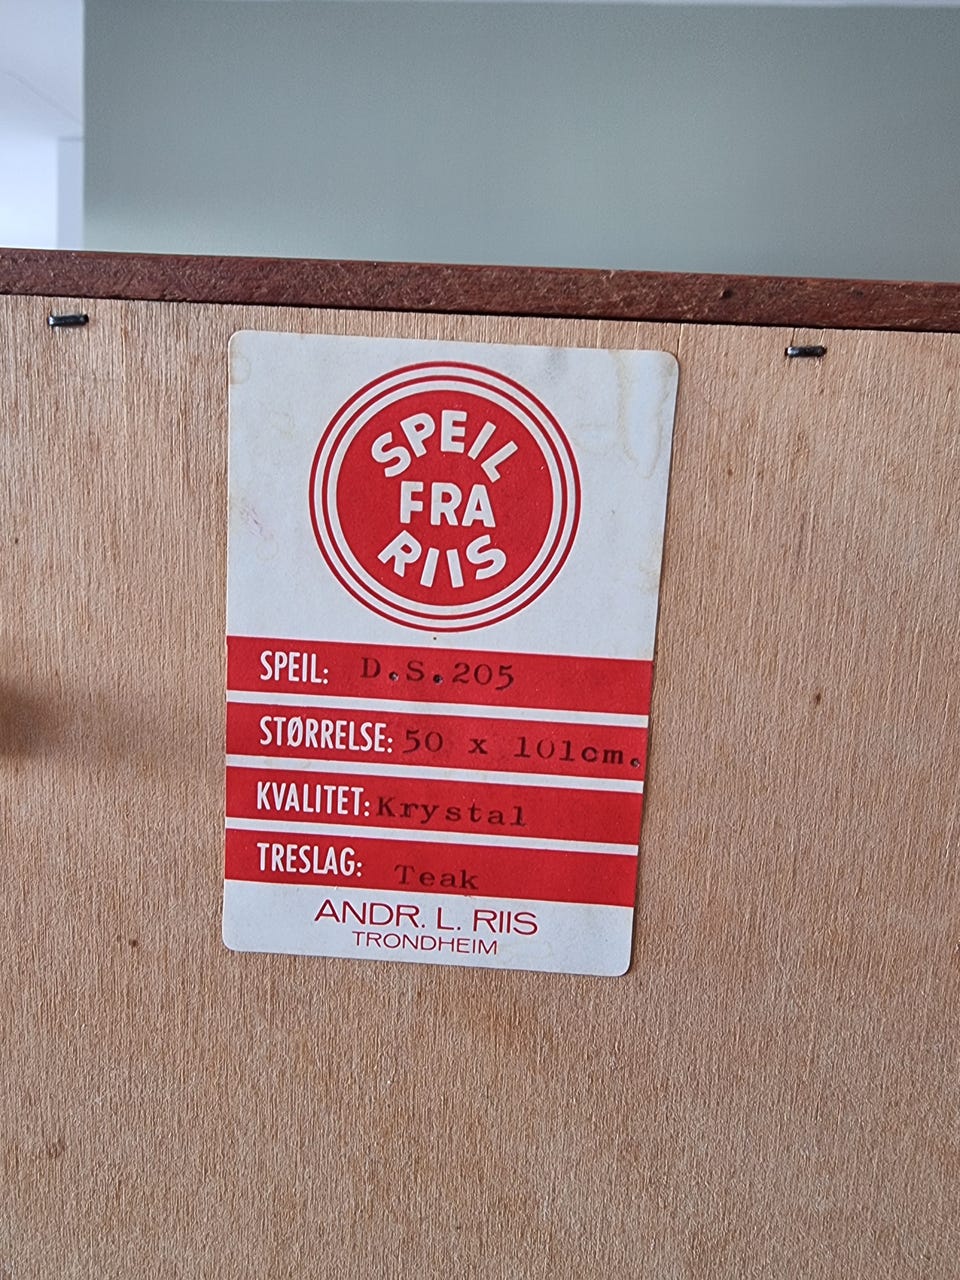 SPEIL
FRA
RIIS
SPEIL: D.S.205
STØRRELSE: 50 x 101cm.
KVALITET: Krystal
TRESLAG: Teak
ANDR. L. RIIS
TRONDHEIM